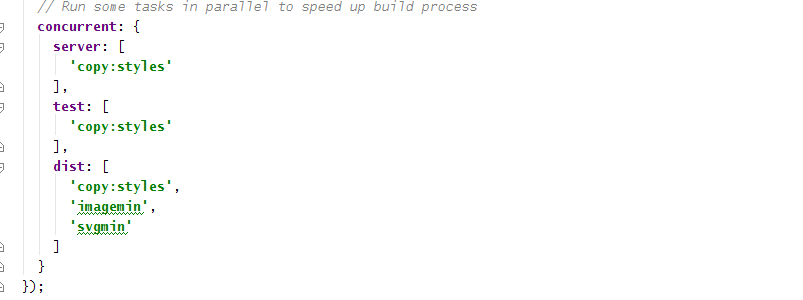 // Run some tasks in parallel to speed up build process
concurrent: {
server: [
'copy:styles'
],
test: [
'copy:styles'
],
dist: [
'copy:styles',
'imagemin',
'svgmin'
]
}
});